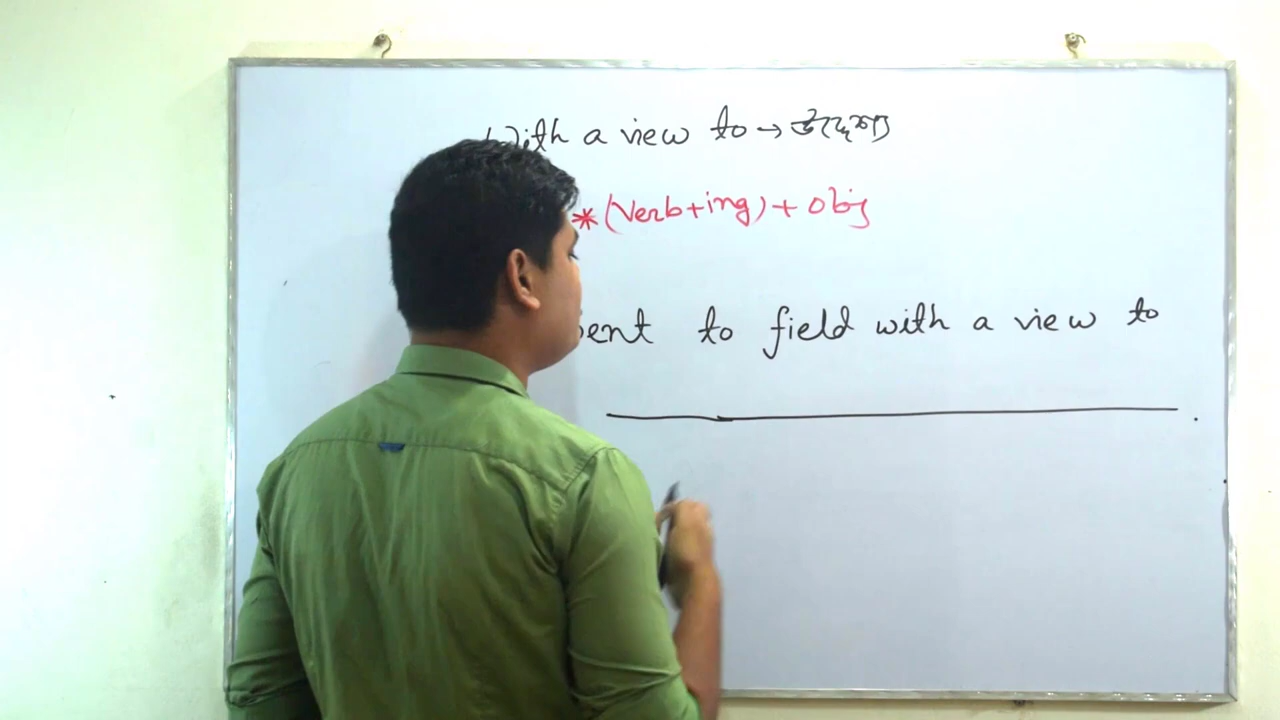 With a view to → উদ্দেশ্য
* (Verb+ing) + Obj
to field with a view to
.